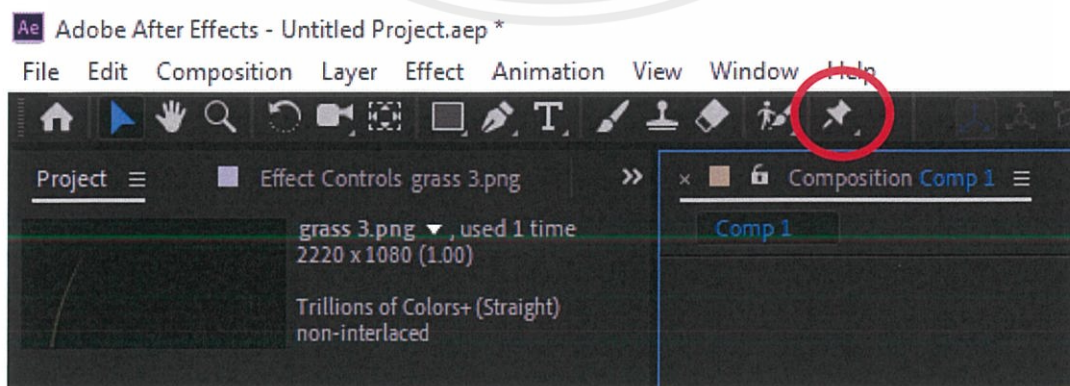 Ae Adobe After Effects - Untitled Project.aep *
File Edit Composition Layer Effect Animation View Window Help
T
Project Effect Controls grass 3.png » × Composition Comp 1
grass 3.png ▼ , used 1 time
Comp 1
2220 x 1080 (1.00)
Trillions of Colors+ (Straight)
non-interlaced